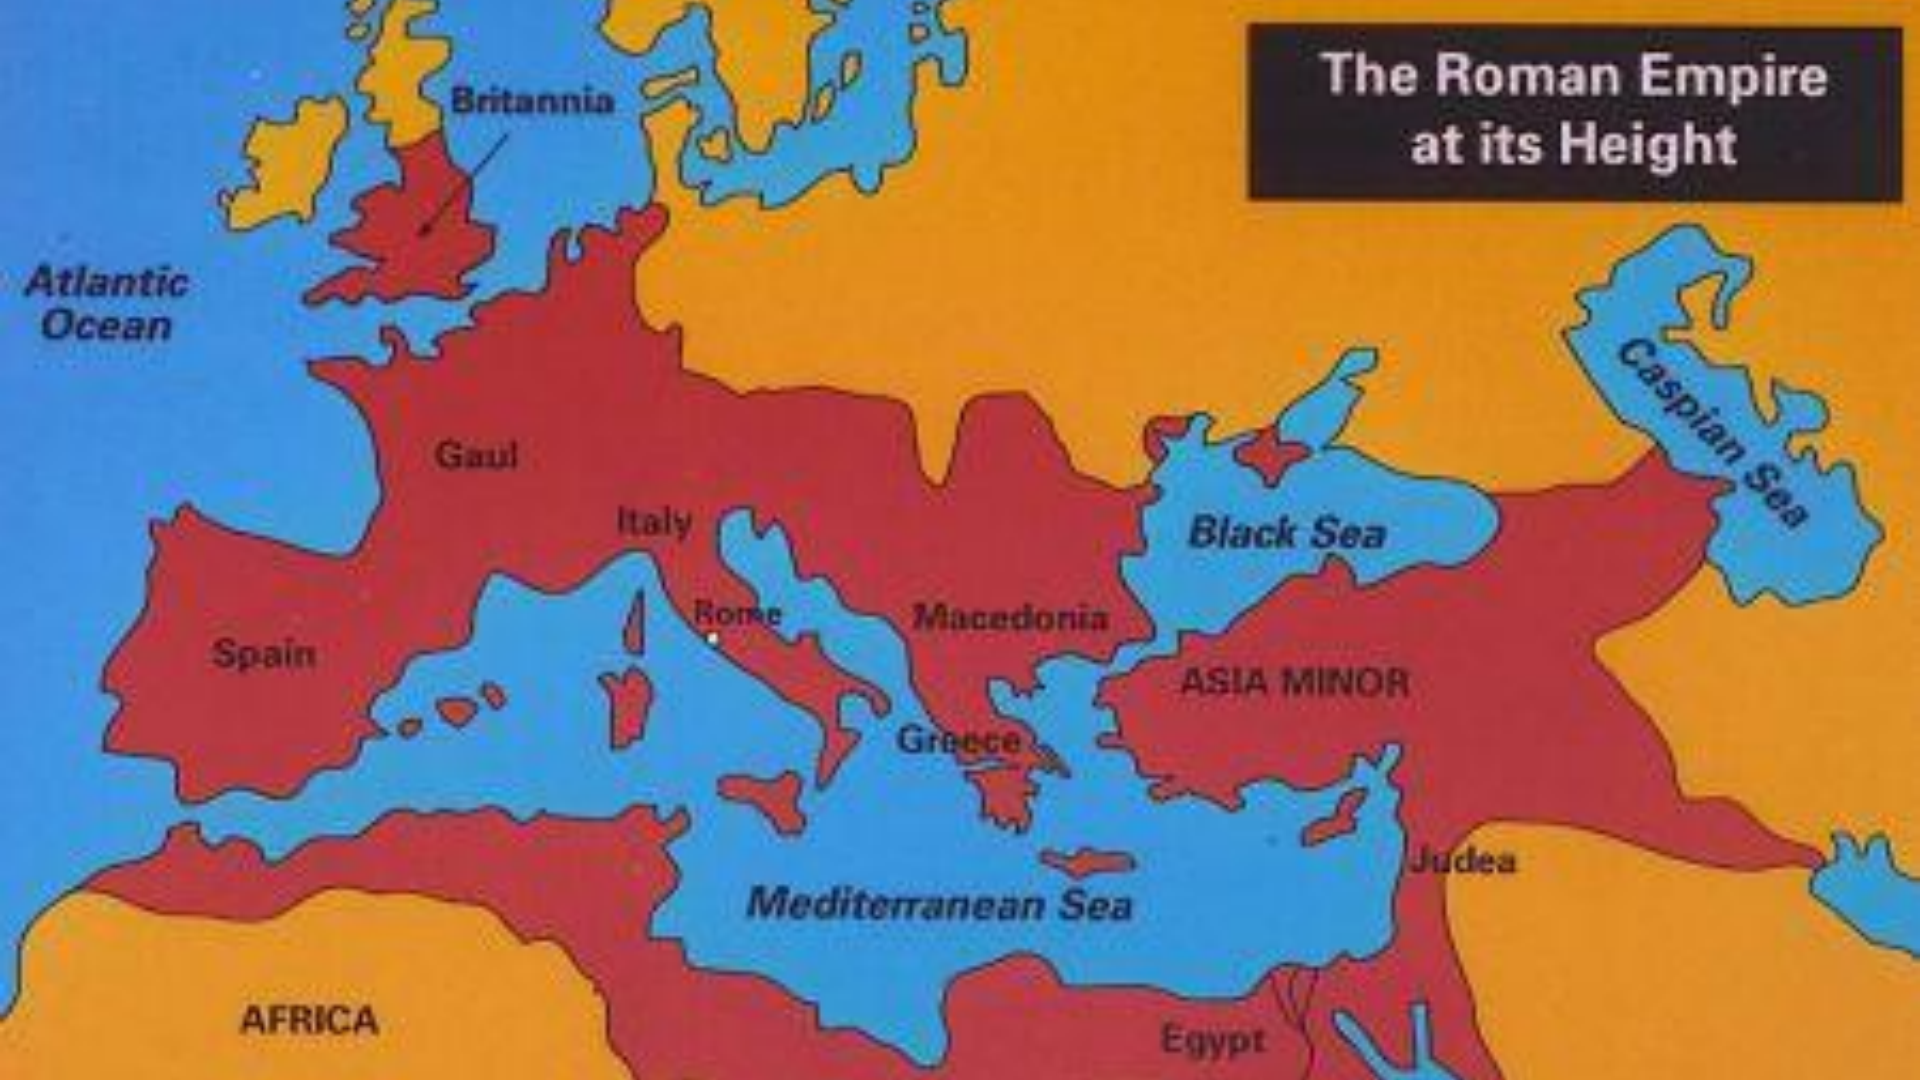 The Roman Empire
at its Height
Britannia
Atlantic
Ocean
Caspian Sea
Gaul
Italy
Black Sea
Rome
Macedonia
Spain
ASIA MINOR
Greece
Judea
Mediterranean Sea
AFRICA
Egypt